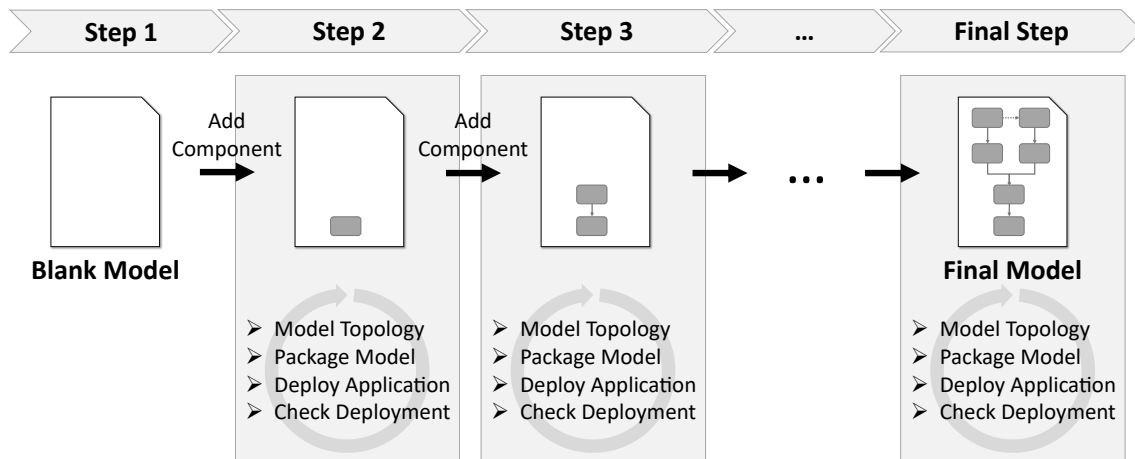 Step 1
Step 2
Step 3
...
Final Step
Add
Component
Add
Component
...
Blank Model
Final Model
➢ Model Topology
➢ Package Model
➢ Deploy Application
➢ Check Deployment
➢ Model Topology
➢ Package Model
➢ Deploy Application
➢ Check Deployment
➢ Model Topology
➢ Package Model
➢ Deploy Application
➢ Check Deployment